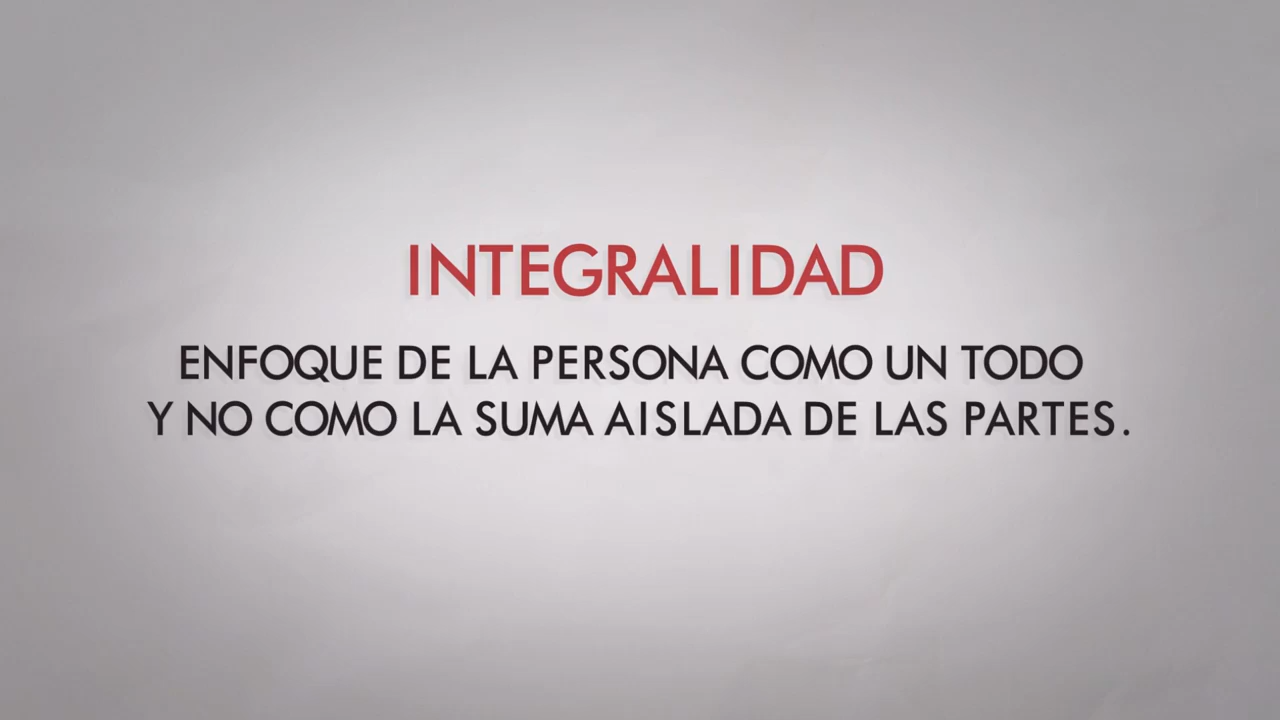 INTEGRALIDAD
ENFOQUE DE LA PERSONA COMO UN TODO
Y NO COMO LA SUMA AISLADA DE LAS PARTES.